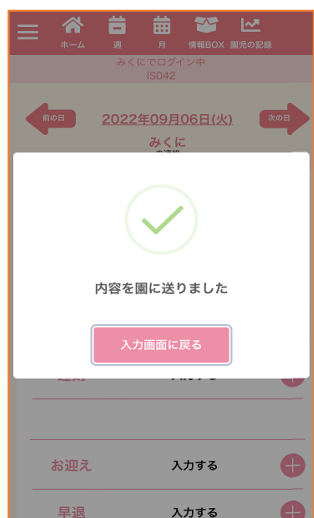 ホーム 週 月 情報BOX 園児の記録
みくにでログイン中
IS042
前の日 2022年09月06日(火) 次の日
みくに
内容を園に送りました
入力画面に戻る
お迎え 入力する
早退 入力する